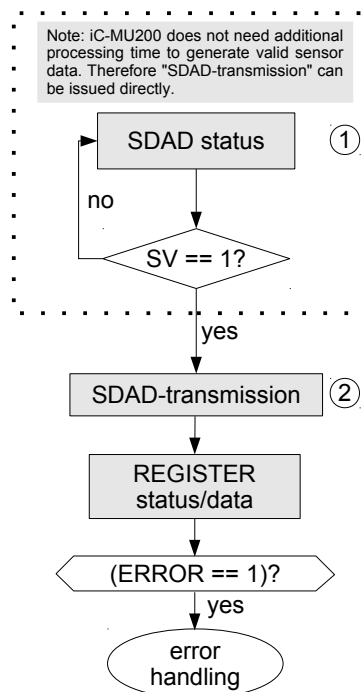 Note: iC-MU200 does not need additional
processing time to generate valid sensor
data. Therefore "SDAD-transmission" can
be issued directly.
SDAD status
1
no
SV == 1?
yes
SDAD-transmission
2
REGISTER
status/data
(ERROR == 1)?
yes
error
handling